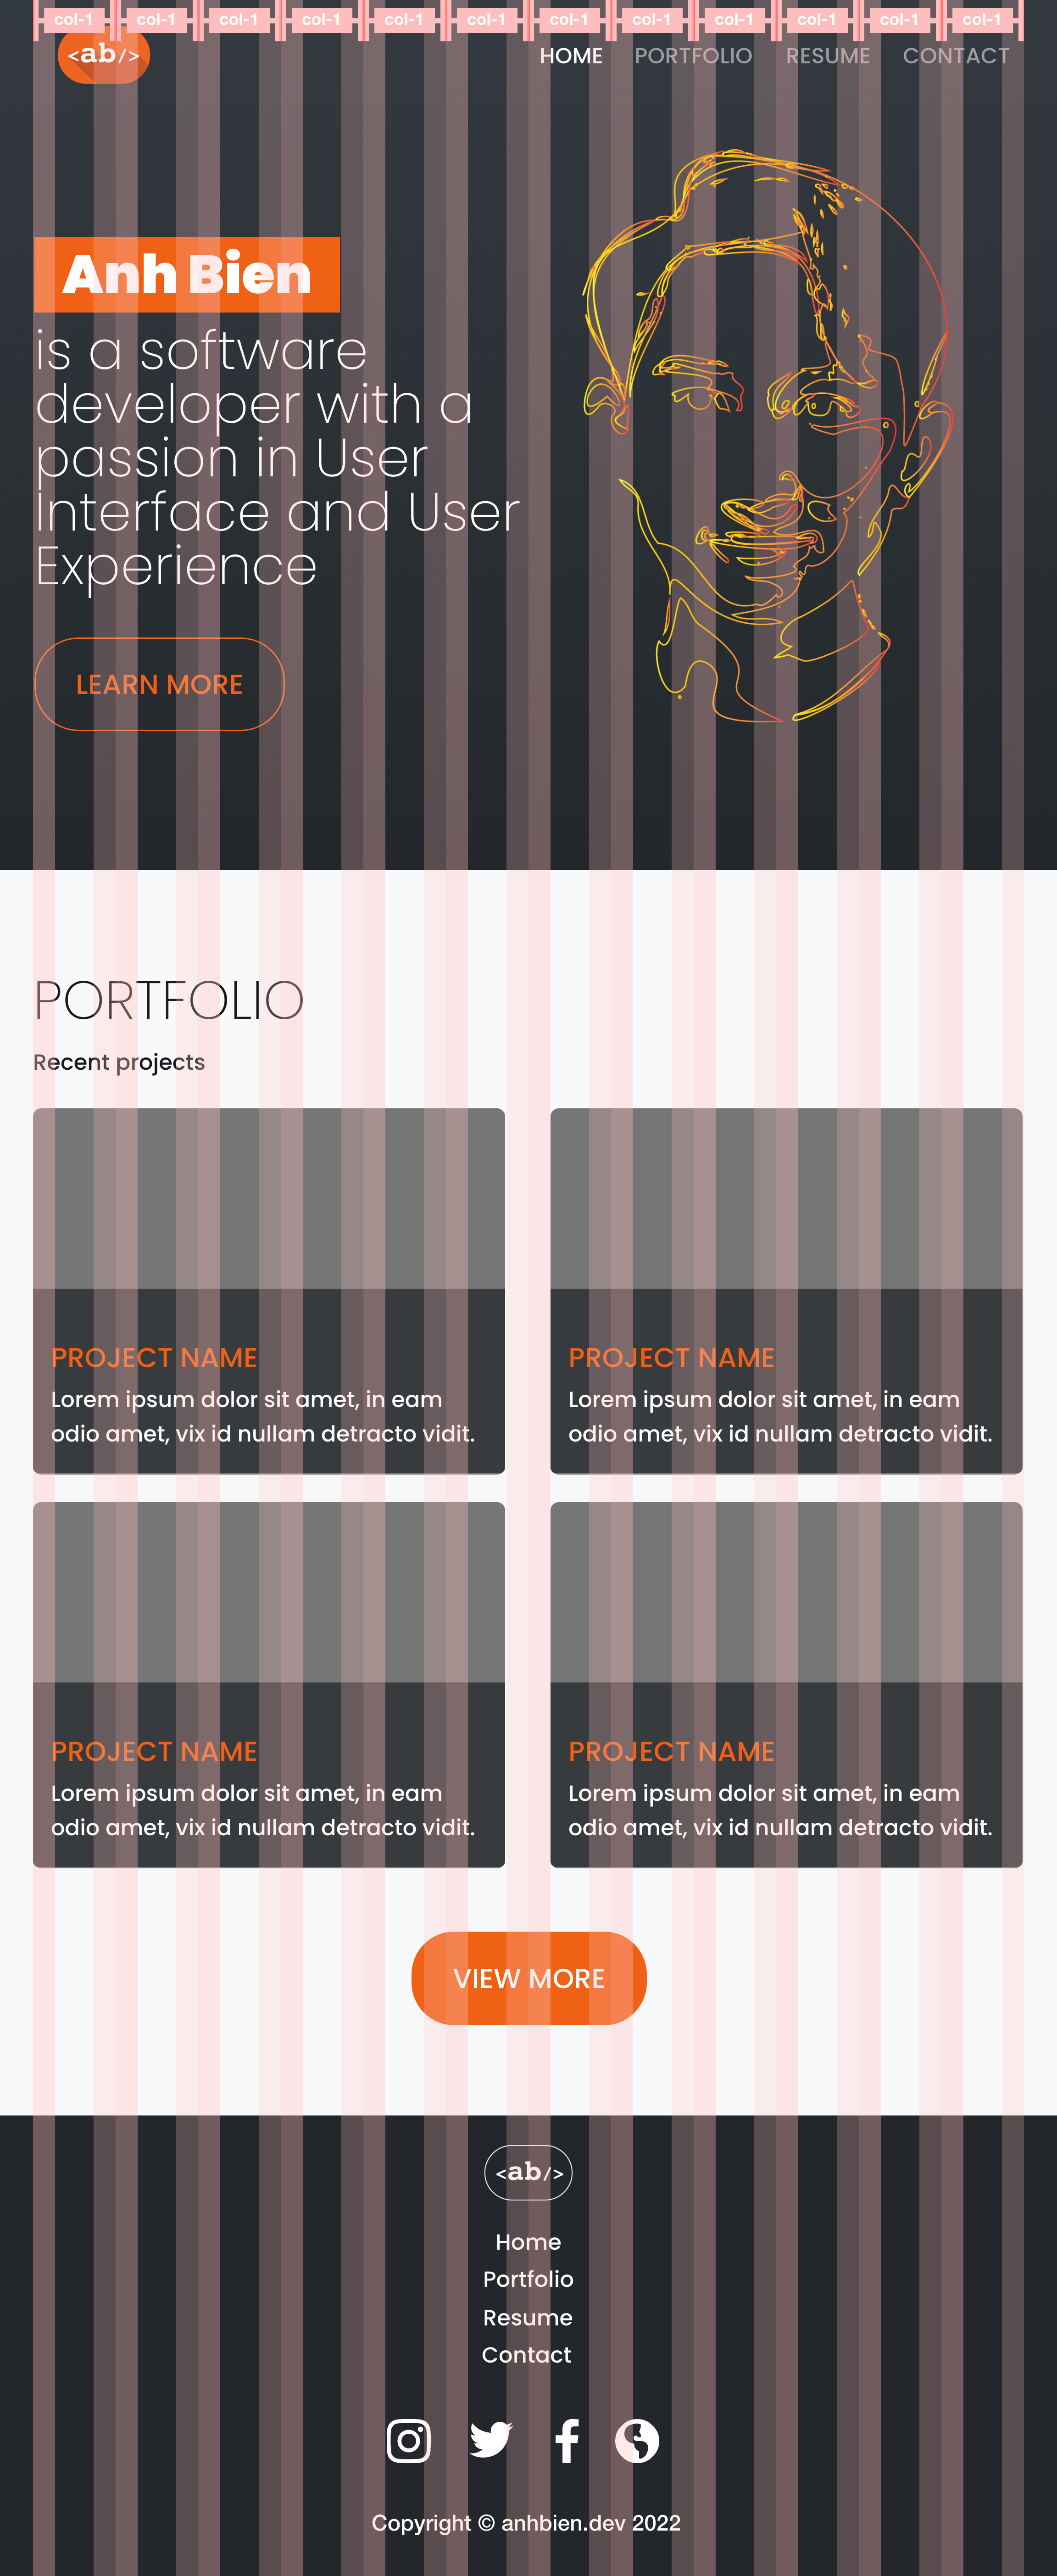 col-1 col-1 col-1 col-1 col-1 col-1 col-1 col-1 col-1 col-1 col-1 col-1
<ab/>
HOME PORTFOLIO RESUME CONTACT
Anh Bien
is a software
developer with a
passion in User
Interface and User
Experience
LEARN MORE
PORTFOLIO
Recent projects
PROJECT NAME
Lorem ipsum dolor sit amet, in eam
odio amet, vix id nullam detracto vidit.
PROJECT NAME
Lorem ipsum dolor sit amet, in eam
odio amet, vix id nullam detracto vidit.
PROJECT NAME
Lorem ipsum dolor sit amet, in eam
odio amet, vix id nullam detracto vidit.
PROJECT NAME
Lorem ipsum dolor sit amet, in eam
odio amet, vix id nullam detracto vidit.
VIEW MORE
<ab/>
Home
Portfolio
Resume
Contact
Copyright © anhbien.dev 2022